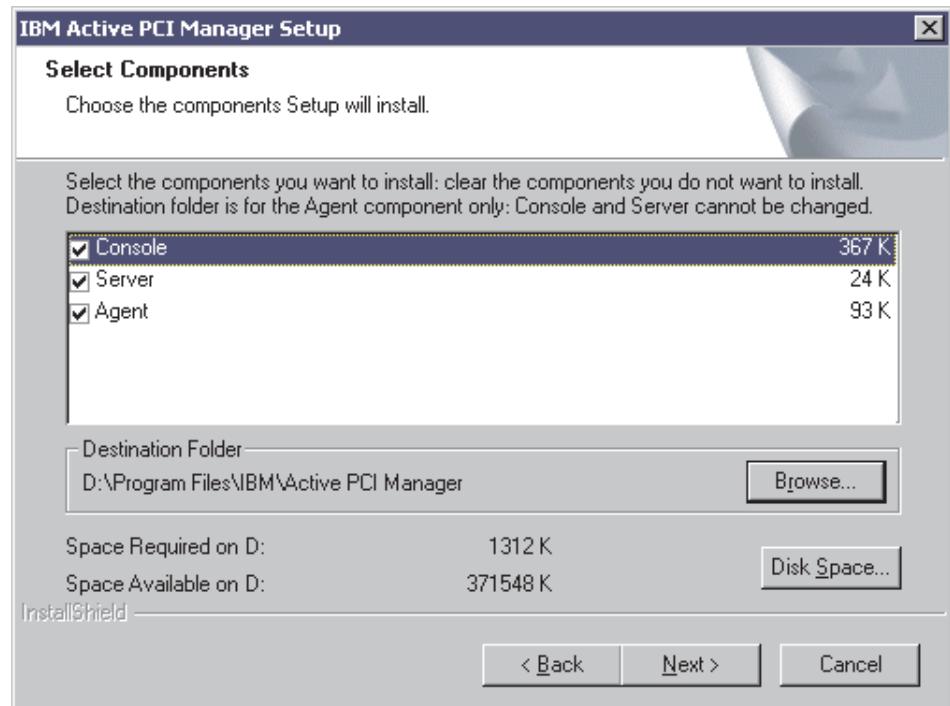 IBM Active PCI Manager Setup
Select Components
Choose the components Setup will install.
Select the components you want to install: clear the components you do not want to install.
Destination folder is for the Agent component only: Console and Server cannot be changed.
Console 367 K
Server 24 K
Agent 93 K
Destination Folder
D:\Program Files\IBM\Active PCI Manager
Browse...
Space Required on D: 1312 K
Space Available on D: 371548 K
Disk Space...
InstallShield
< Back Next > Cancel